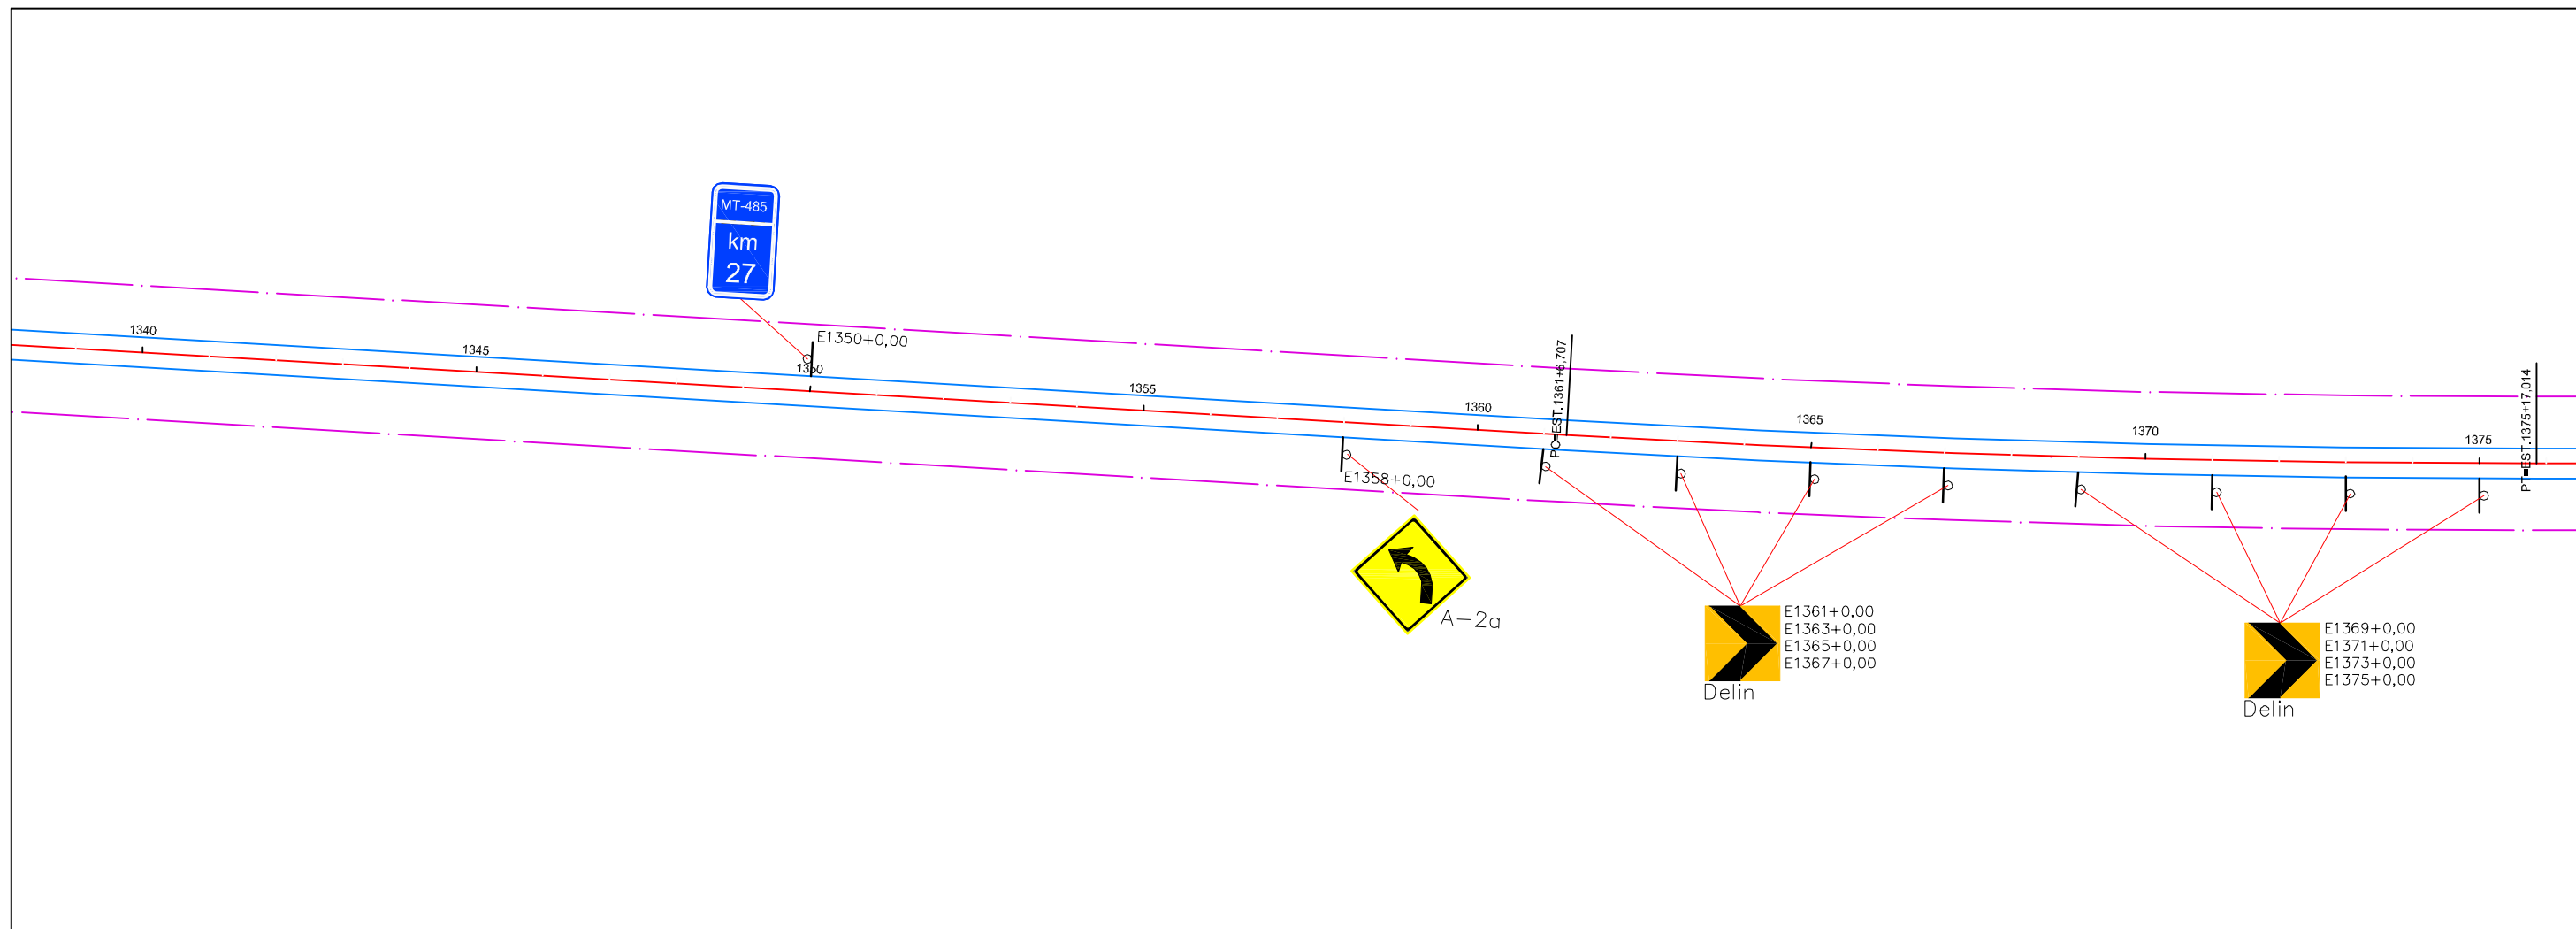 MT-485
km
27
1340
1345
E1350+0,00
1350
1355
1360
PC=EST.1361+6,707
1365
1370
1375
PT=EST.1375+17,014
E1358+0,00
A-2a
E1361+0,00
E1363+0,00
E1365+0,00
E1367+0,00
Delin
E1369+0,00
E1371+0,00
E1373+0,00
E1375+0,00
Delin